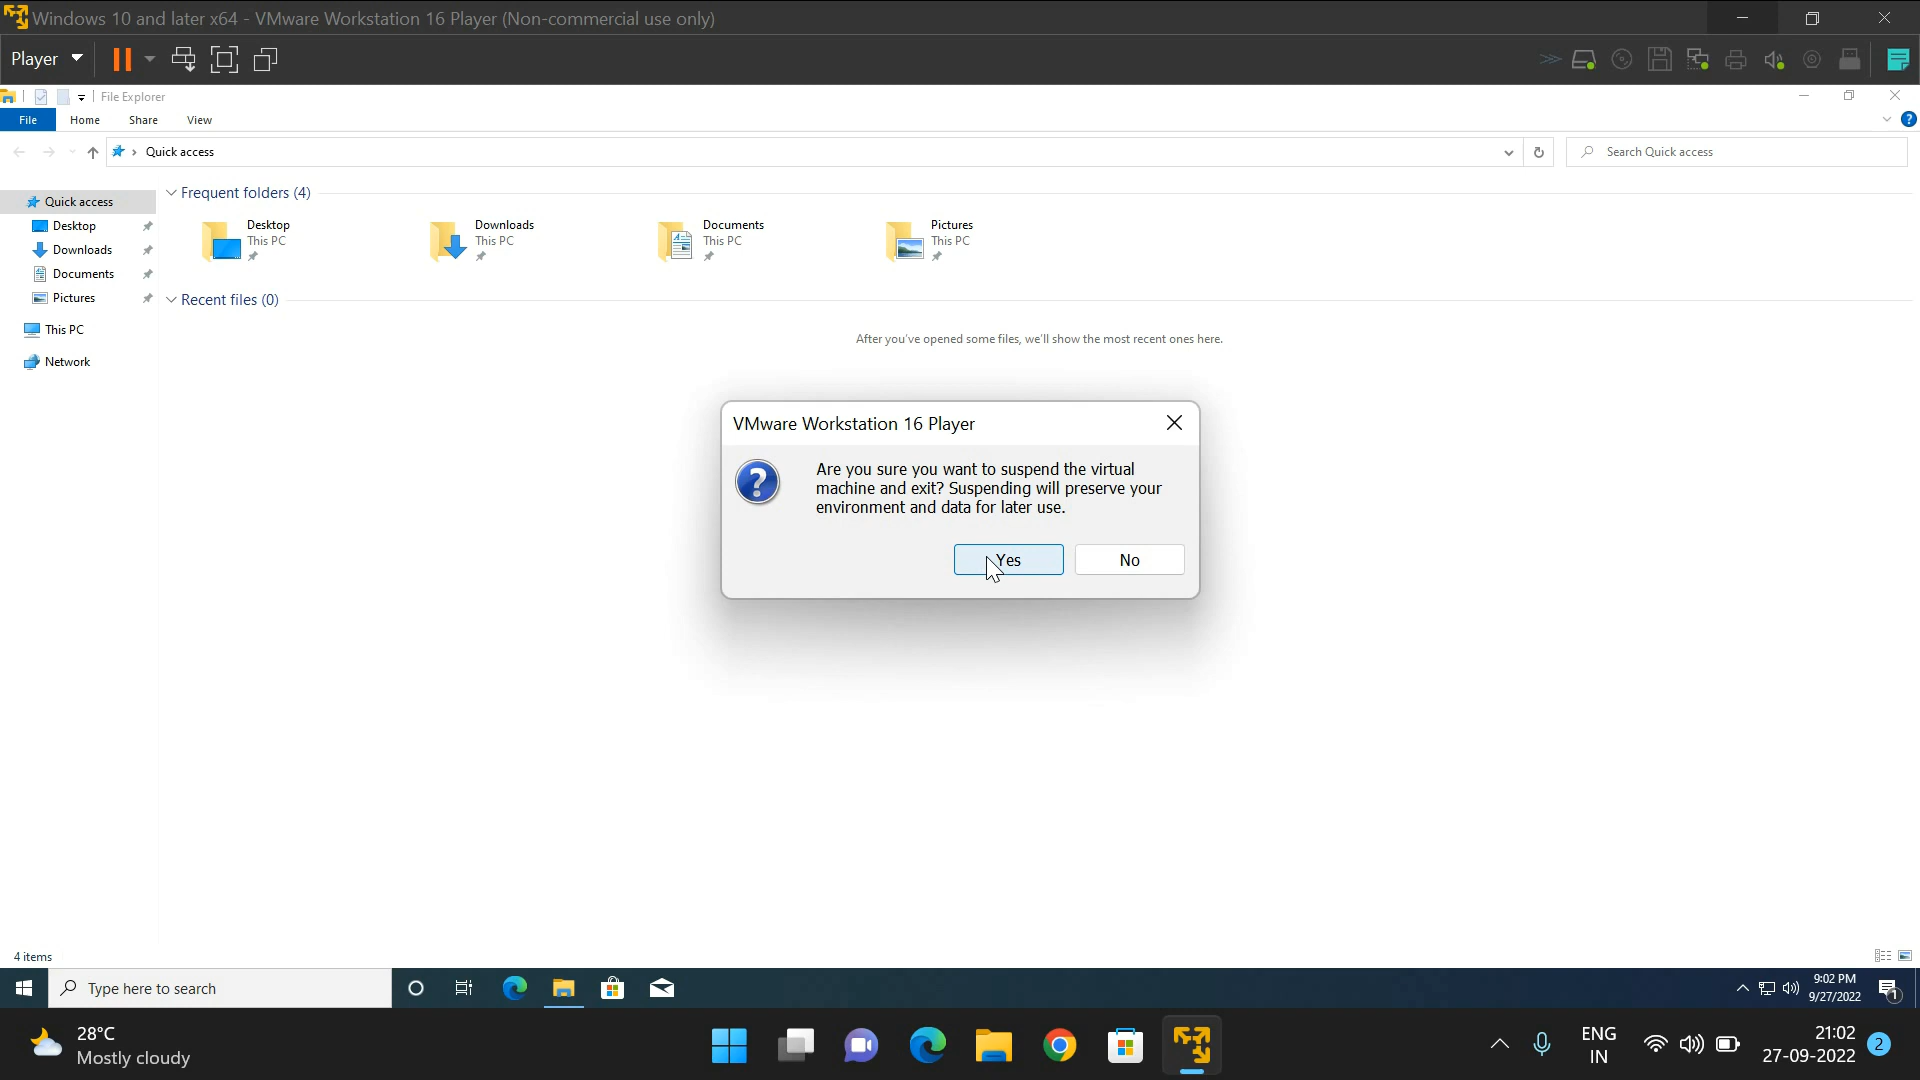 Windows 10 and later x64 - VMware Workstation 16 Player (Non-commercial use only)
Player
File Explorer
File Home Share View
Quick access
Search Quick access
Quick access
Desktop
Downloads
Documents
Pictures
This PC
Network
Frequent folders (4)
Desktop
This PC
Downloads
This PC
Documents
This PC
Pictures
This PC
Recent files (0)
After you've opened some files, we'll show the most recent ones here.
VMware Workstation 16 Player
Are you sure you want to suspend the virtual
machine and exit? Suspending will preserve your
environment and data for later use.
Yes No
4 items
Type here to search
9:02 PM
9/27/2022
1
28°C
Mostly cloudy
ENG
IN
21:02
27-09-2022
2